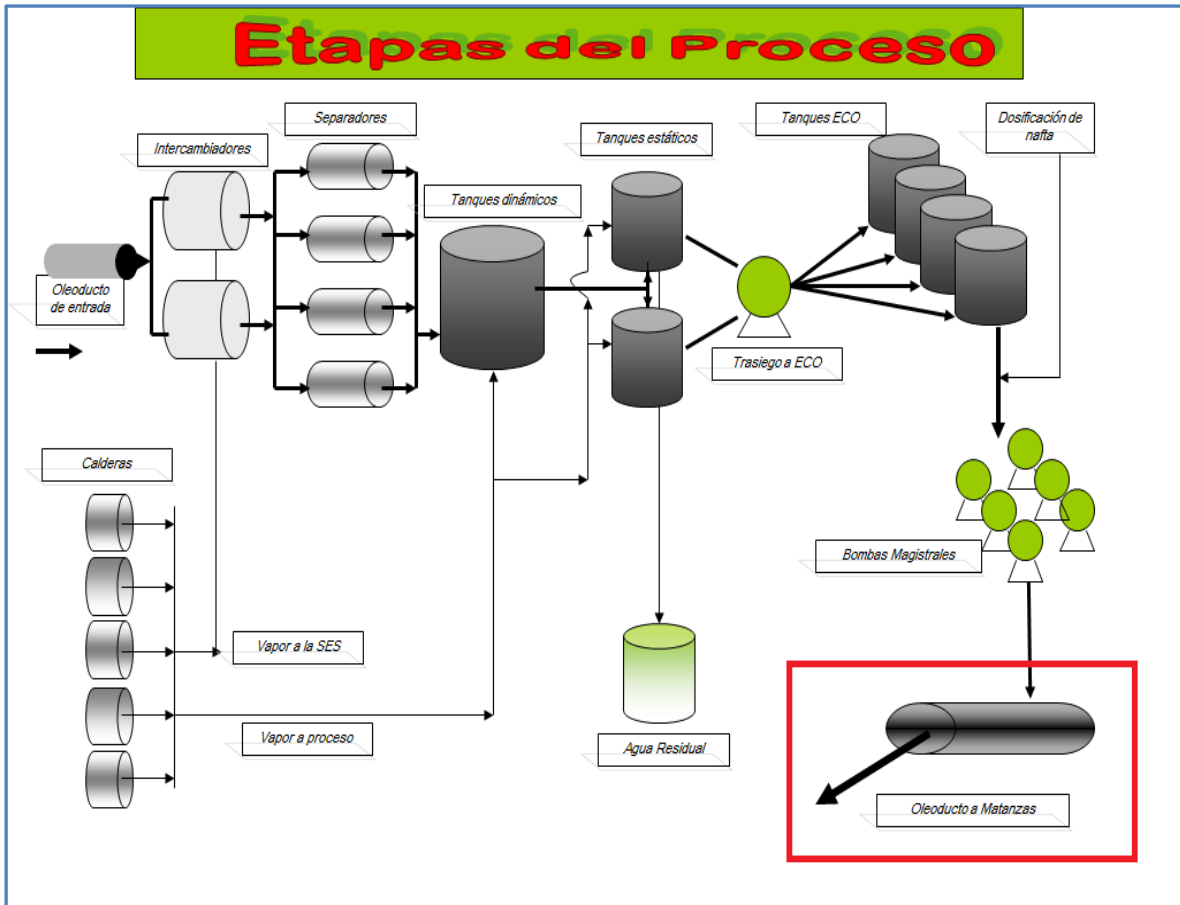 Etapas del Proceso
Separadores
Tanques ECO
Dosificación de
nafta
Tanques estáticos
Intercambiadores
Tanques dinámicos
Oleoducto
de entrada
Trasiego a ECO
Calderas
Bombas Magistrales
Vapor a la SES
Vapor a proceso
Agua Residual
Oleoducto a Matanzas